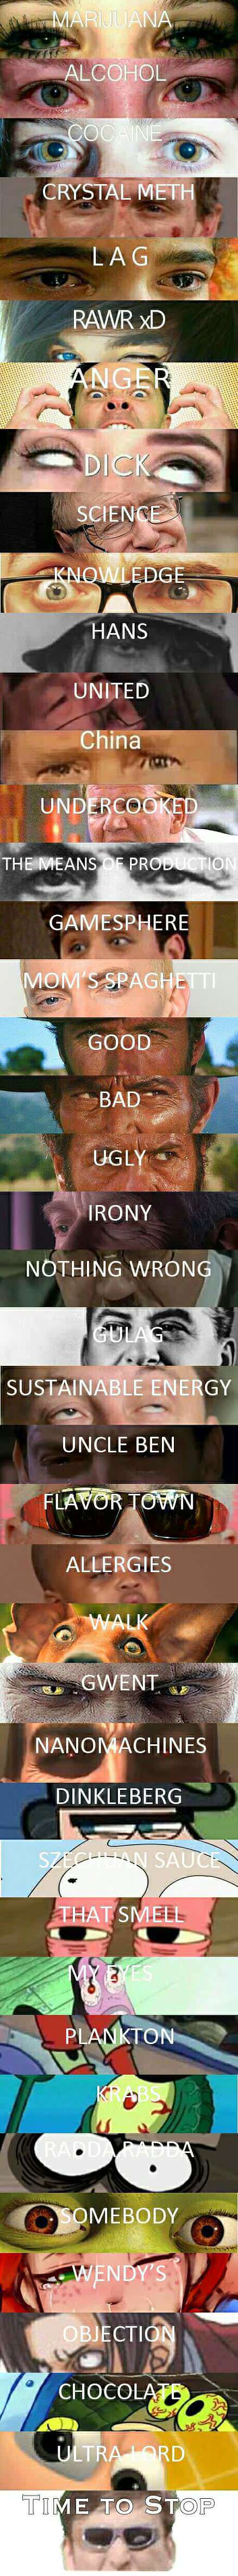 MARIJUANA
ALCOHOL
COCAINE
CRYSTAL METH
LAG
RAWR xD
ANGER
DICK
SCIENCE
KNOWLEDGE
HANS
UNITED
China
UNDERCOOKED
THE MEANS OF PRODUCTION
GAMESPHERE
MOM'S SPAGHETTI
GOOD
BAD
UGLY
IRONY
NOTHING WRONG
GULAG
SUSTAINABLE ENERGY
UNCLE BEN
FLAVOR TOWN
ALLERGIES
WALK
GWENT
NANOMACHINES
DINKLEBERG
SZECHUAN SAUCE
THAT SMELL
MY EYES
PLANKTON
KRABS
RADDA RADDA
SOMEBODY
WENDY'S
OBJECTION
CHOCOLATE
ULTRA LORD
TIME TO STOP